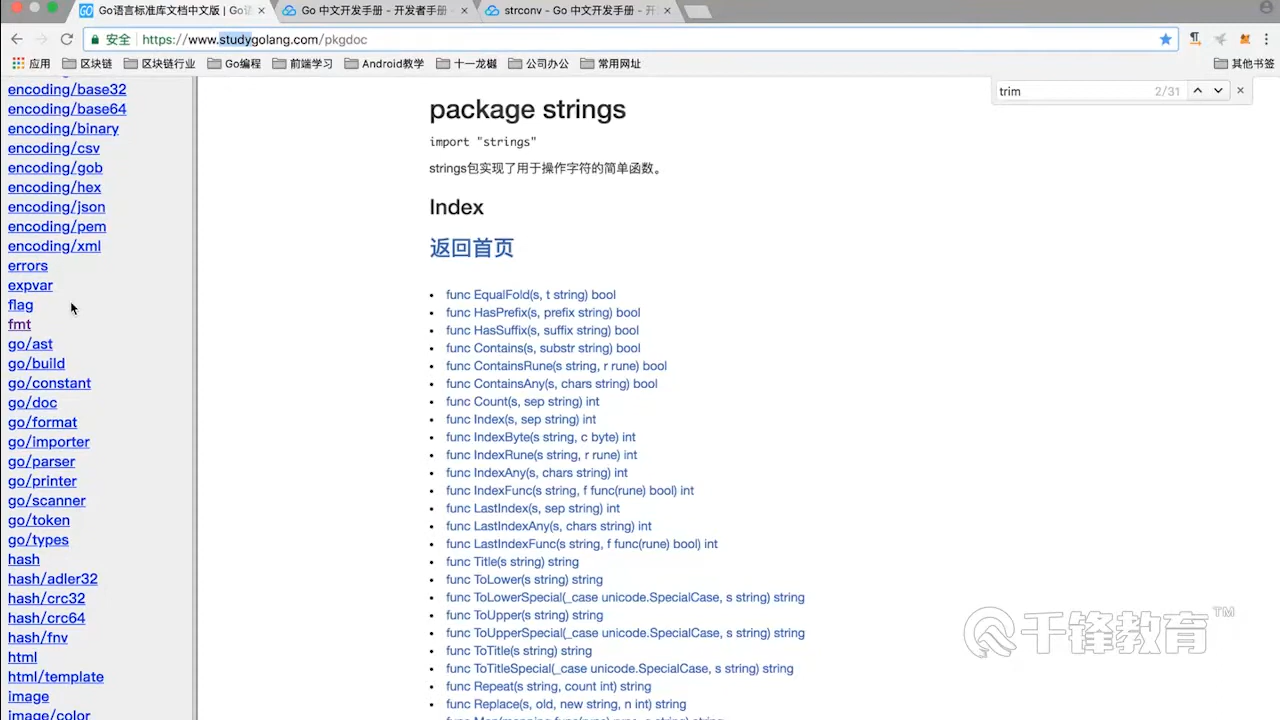 Go语言标准库文档中文版 | Go语
Go 中文开发手册 - 开发者手册 -
strconv - Go 中文开发手册 - 开
安全 https://www.studygolang.com/pkgdoc
应用 区块链 区块链行业 Go编程 前端学习 Android教学 十一龙樾 公司办公 常用网址 其他书签
trim 2/31
encoding/base32
encoding/base64
encoding/binary
encoding/csv
encoding/gob
encoding/hex
encoding/json
encoding/pem
encoding/xml
errors
expvar
flag
fmt
go/ast
go/build
go/constant
go/doc
go/format
go/importer
go/parser
go/printer
go/scanner
go/token
go/types
hash
hash/adler32
hash/crc32
hash/crc64
hash/fnv
html
html/template
image
image/color
package strings
import "strings"
strings包实现了用于操作字符的简单函数。
Index
返回首页
func EqualFold(s, t string) bool
func HasPrefix(s, prefix string) bool
func HasSuffix(s, suffix string) bool
func Contains(s, substr string) bool
func ContainsRune(s string, r rune) bool
func ContainsAny(s, chars string) bool
func Count(s, sep string) int
func Index(s, sep string) int
func IndexByte(s string, c byte) int
func IndexRune(s string, r rune) int
func IndexAny(s, chars string) int
func IndexFunc(s string, f func(rune) bool) int
func LastIndex(s, sep string) int
func LastIndexAny(s, chars string) int
func LastIndexFunc(s string, f func(rune) bool) int
func Title(s string) string
func ToLower(s string) string
func ToLowerSpecial(_case unicode.SpecialCase, s string) string
func ToUpper(s string) string
func ToUpperSpecial(_case unicode.SpecialCase, s string) string
func ToTitle(s string) string
func ToTitleSpecial(_case unicode.SpecialCase, s string) string
func Repeat(s string, count int) string
func Replace(s, old, new string, n int) string
千锋教育™